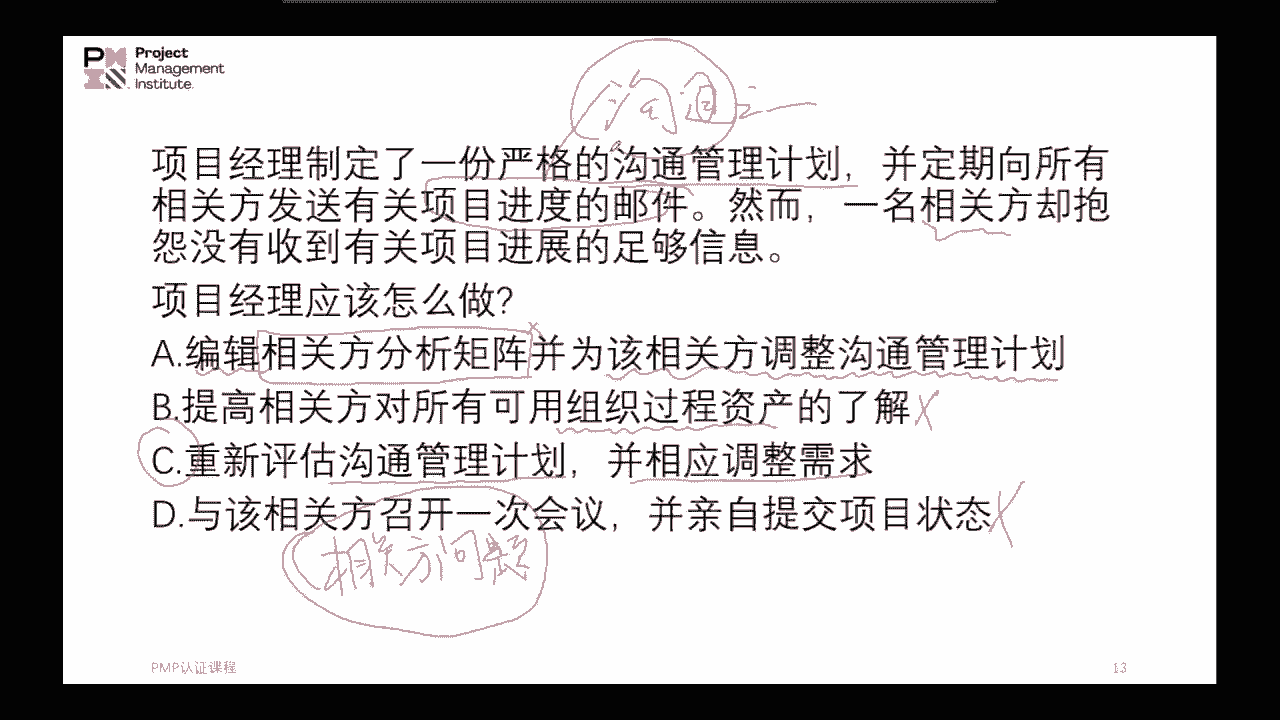 Project
Management
Institute.
沟通
项目经理制定了一份严格的沟通管理计划，并定期向所有
相关方发送有关项目进度的邮件。然而，一名相关方却抱
怨没有收到有关项目进展的足够信息。
项目经理应该怎么做？
A.编辑相关方分析矩阵并为该相关方调整沟通管理计划
B.提高相关方对所有可用组织过程资产的了解
C.重新评估沟通管理计划，并相应调整需求
D.与该相关方召开一次会议，并亲自提交项目状态
相关方问题
PMP认证课程
13